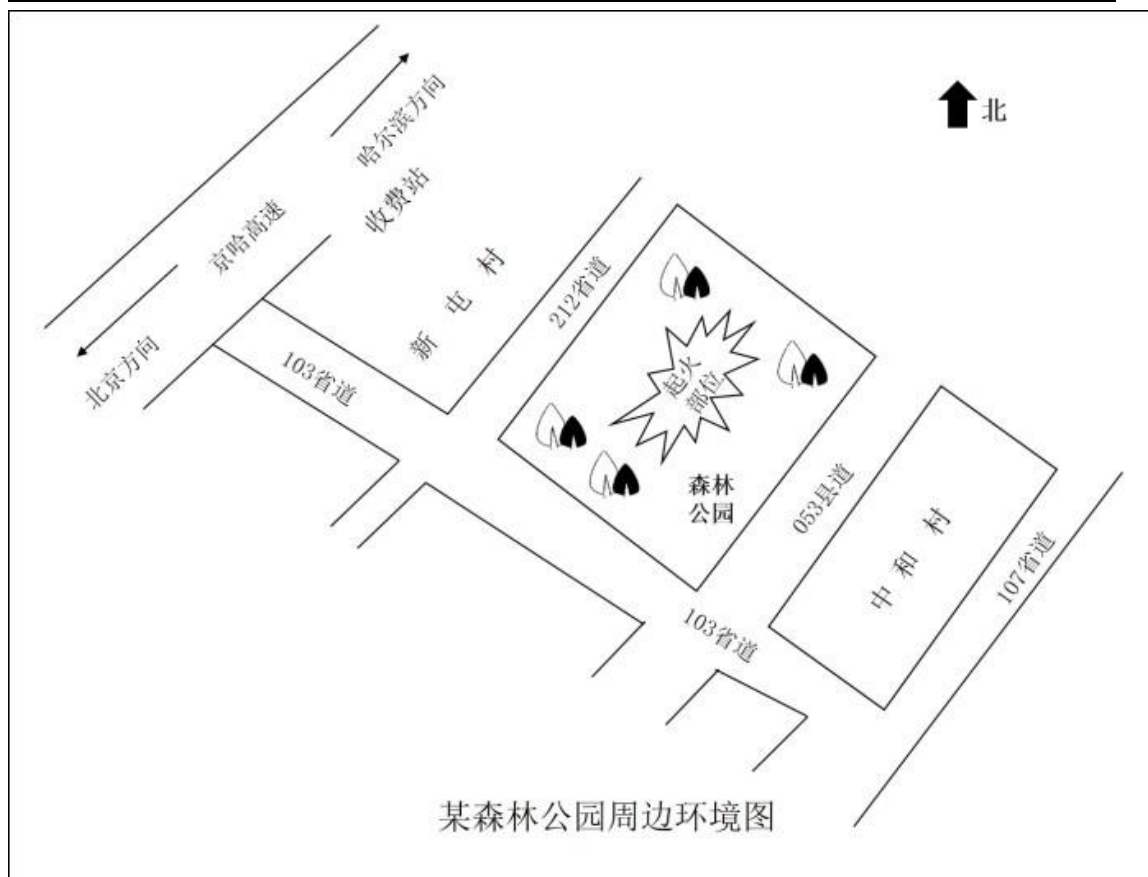 北
哈尔滨方向
收费站
京哈高速
北京方向
新屯村
212省道
103省道
起火
部位
森林
公园
053县道
中和村
107省道
103省道
某森林公园周边环境图